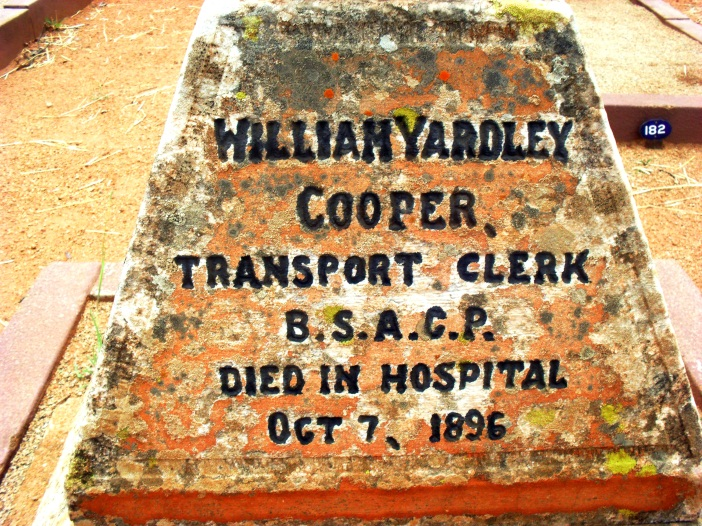 WILLIAM YARDLEY
COOPER,
TRANSPORT CLERK
B.S.A.C.P.
DIED IN HOSPITAL
OCT 7, 1896
182